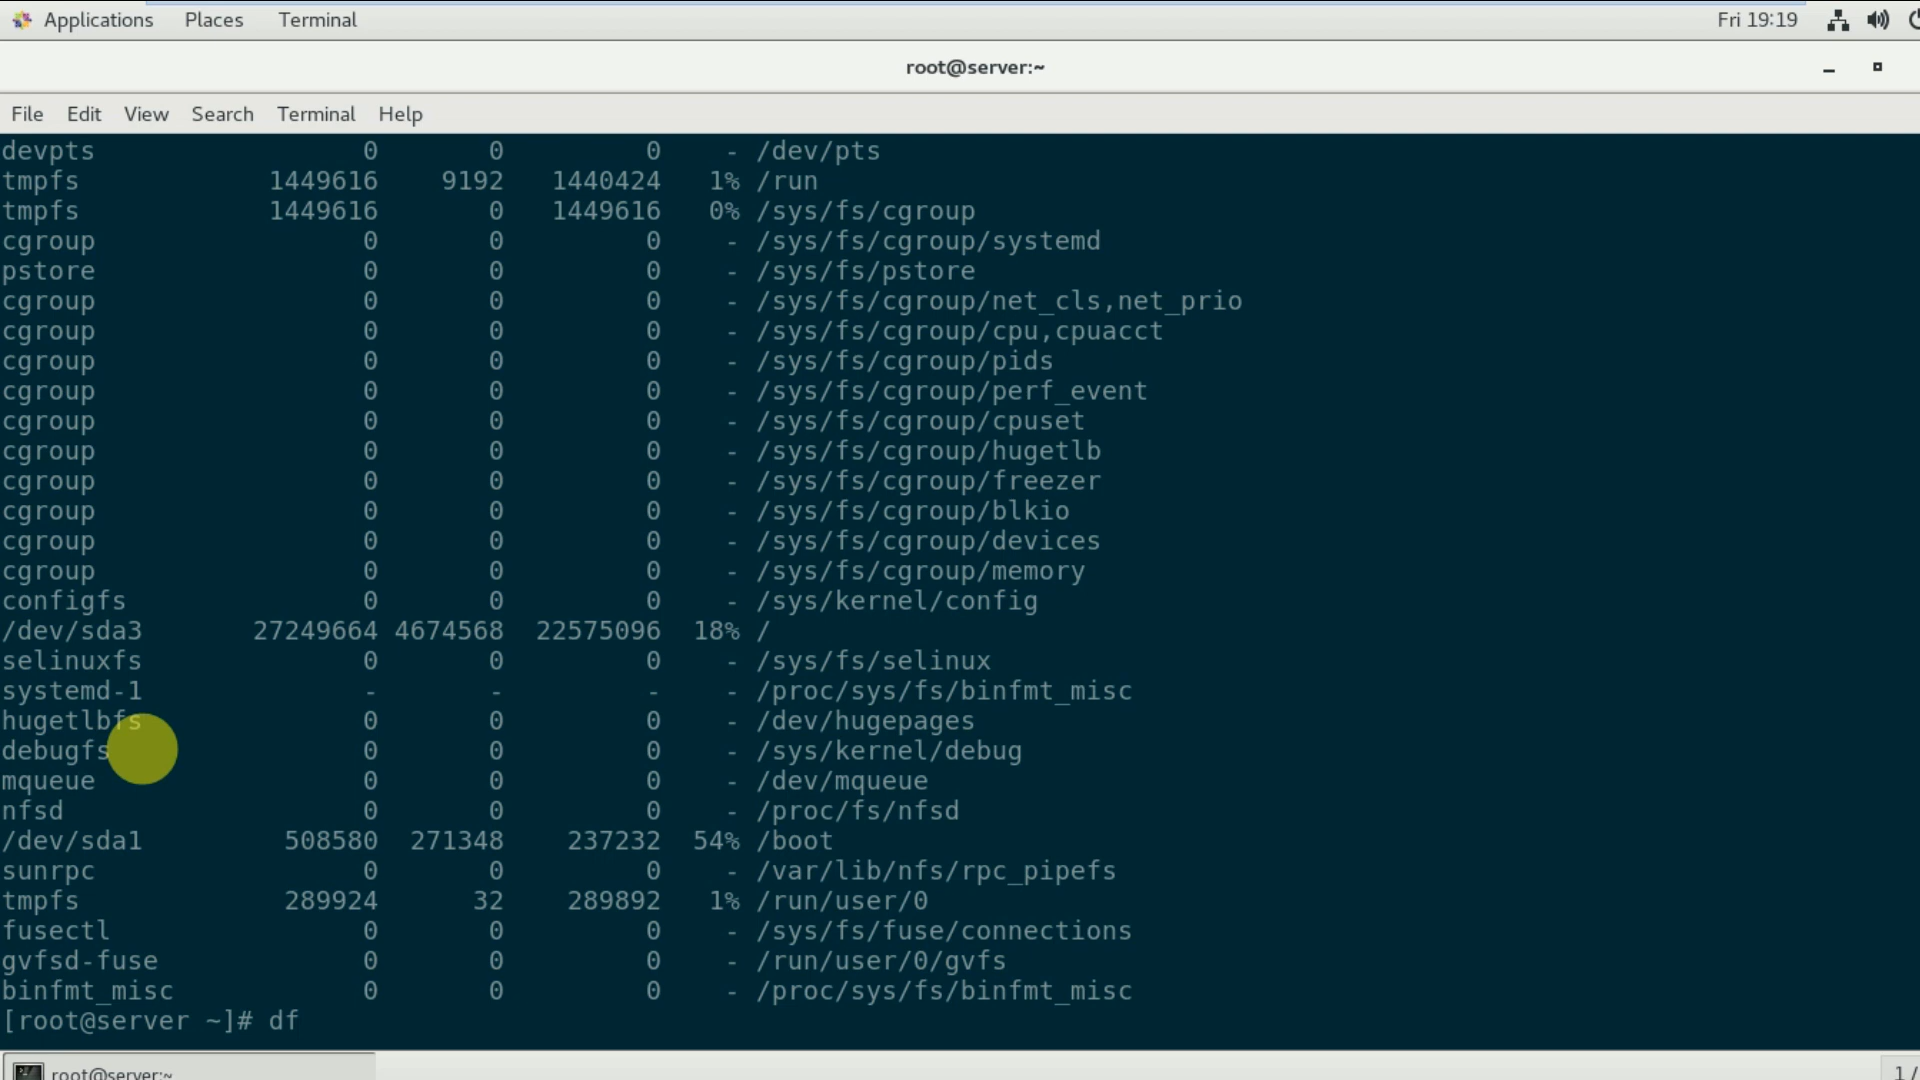 Applications Places Terminal Fri 19:19
root@server:~
File Edit View Search Terminal Help
devpts 0 0 0 - /dev/pts
tmpfs 1449616 9192 1440424 1% /run
tmpfs 1449616 0 1449616 0% /sys/fs/cgroup
cgroup 0 0 0 - /sys/fs/cgroup/systemd
pstore 0 0 0 - /sys/fs/pstore
cgroup 0 0 0 - /sys/fs/cgroup/net_cls,net_prio
cgroup 0 0 0 - /sys/fs/cgroup/cpu,cpuacct
cgroup 0 0 0 - /sys/fs/cgroup/pids
cgroup 0 0 0 - /sys/fs/cgroup/perf_event
cgroup 0 0 0 - /sys/fs/cgroup/cpuset
cgroup 0 0 0 - /sys/fs/cgroup/hugetlb
cgroup 0 0 0 - /sys/fs/cgroup/freezer
cgroup 0 0 0 - /sys/fs/cgroup/blkio
cgroup 0 0 0 - /sys/fs/cgroup/devices
cgroup 0 0 0 - /sys/fs/cgroup/memory
configfs 0 0 0 - /sys/kernel/config
/dev/sda3 27249664 4674568 22575096 18% /
selinuxfs 0 0 0 - /sys/fs/selinux
systemd-1 - - - - /proc/sys/fs/binfmt_misc
hugetlbfs 0 0 0 - /dev/hugepages
debugfs 0 0 0 - /sys/kernel/debug
mqueue 0 0 0 - /dev/mqueue
nfsd 0 0 0 - /proc/fs/nfsd
/dev/sda1 508580 271348 237232 54% /boot
sunrpc 0 0 0 - /var/lib/nfs/rpc_pipefs
tmpfs 289924 32 289892 1% /run/user/0
fusectl 0 0 0 - /sys/fs/fuse/connections
gvfsd-fuse 0 0 0 - /run/user/0/gvfs
binfmt_misc 0 0 0 - /proc/sys/fs/binfmt_misc
[root@server ~]# df
root@server:~ 1 /